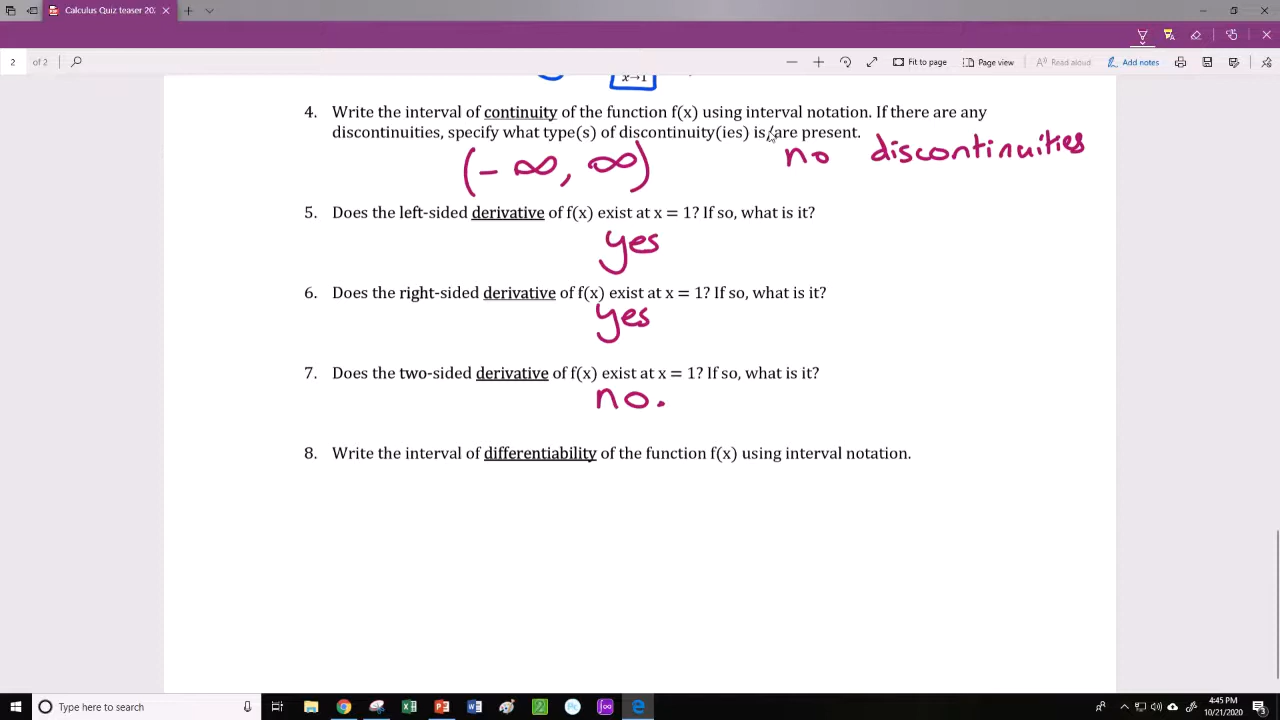 Calculus Quiz teaser 202
2 of 2
Fit to page
Page view
Read aloud
Add notes
x→1
4. Write the interval of continuity of the function f(x) using interval notation. If there are any
discontinuities, specify what type(s) of discontinuity(ies) is/are present.
(- ∞, ∞) no discontinuities
5. Does the left-sided derivative of f(x) exist at x = 1? If so, what is it?
yes
6. Does the right-sided derivative of f(x) exist at x = 1? If so, what is it?
yes
7. Does the two-sided derivative of f(x) exist at x = 1? If so, what is it?
no.
8. Write the interval of differentiability of the function f(x) using interval notation.
Type here to search
4:45 PM
10/21/2020